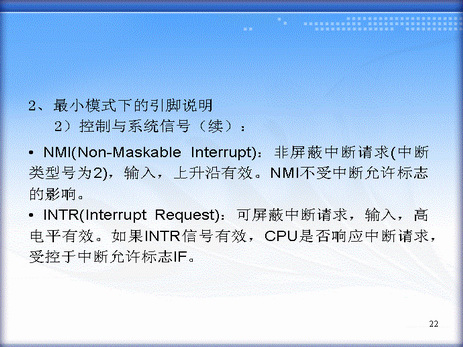 2、最小模式下的引脚说明
2）控制与系统信号（续）：
• NMI(Non-Maskable Interrupt)：非屏蔽中断请求(中断
类型号为2)，输入，上升沿有效。NMI不受中断允许标志
的影响。
• INTR(Interrupt Request)：可屏蔽中断请求，输入，高
电平有效。如果INTR信号有效，CPU是否响应中断请求，
受控于中断允许标志IF。
22